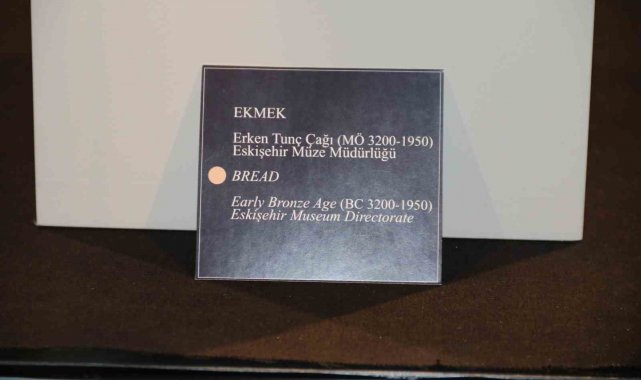 EKMEK
Erken Tunç Çağı (MÖ 3200-1950)
Eskişehir Müze Müdürlüğü
BREAD
Early Bronze Age (BC 3200-1950)
Eskişehir Museum Directorate